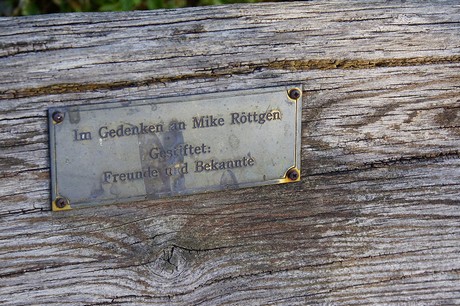 Im Gedenken an Mike Röttgen
Gestiftet:
Freunde und Bekannte